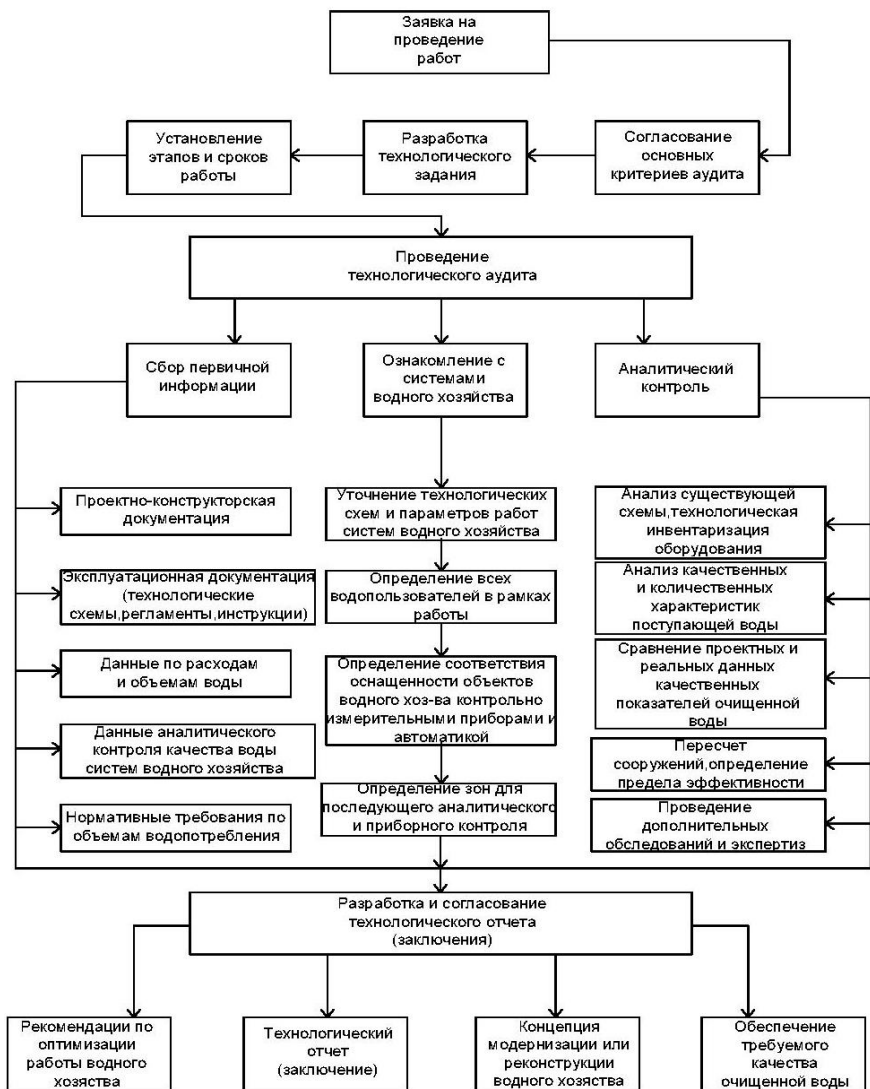 Заявка на
проведение
работ
Установление
этапов и сроков
работы
Разработка
технологического
задания
Согласование
основных
критериев аудита
Проведение
технологического аудита
Сбор первичной
информации
Ознакомление с
системами
водного хозяйства
Аналитический
контроль
Проектно-конструкторская
документация
Эксплуатационная документация
(технологические
схемы,регламенты,инструкции)
Данные по расходам
и объемам воды
Данные аналитического
контроля качества воды
систем водного хозяйства
Нормативные требования по
объемам водопотребления
Уточнение технологических
схем и параметров работ
систем водного хозяйства
Определение всех
водопользователей в рамках
работы
Определение соответствия
оснащенности объектов
водного хоз-ва контрольно
измерительными приборами и
автоматикой
Определение зон для
последующего аналитического
и приборного контроля
Анализ существующей
схемы,технологическая
инвентаризация
оборудования
Анализ качественных
и количественных
характеристик
поступающей воды
Сравнение проектных и
реальных данных
качественных
показателей очищенной
воды
Пересчет
сооружений,определение
предела эффективности
Проведение
дополнительных
обследований и экспертиз
Разработка и согласование
технологического отчета
(заключения)
Рекомендации по
оптимизации
работы водного
хозяства
Технологический
отчет
(заключение)
Концепция
модернизации или
реконструкции
водного хозяйства
Обеспечение
требуемого
качества
очищенной воды